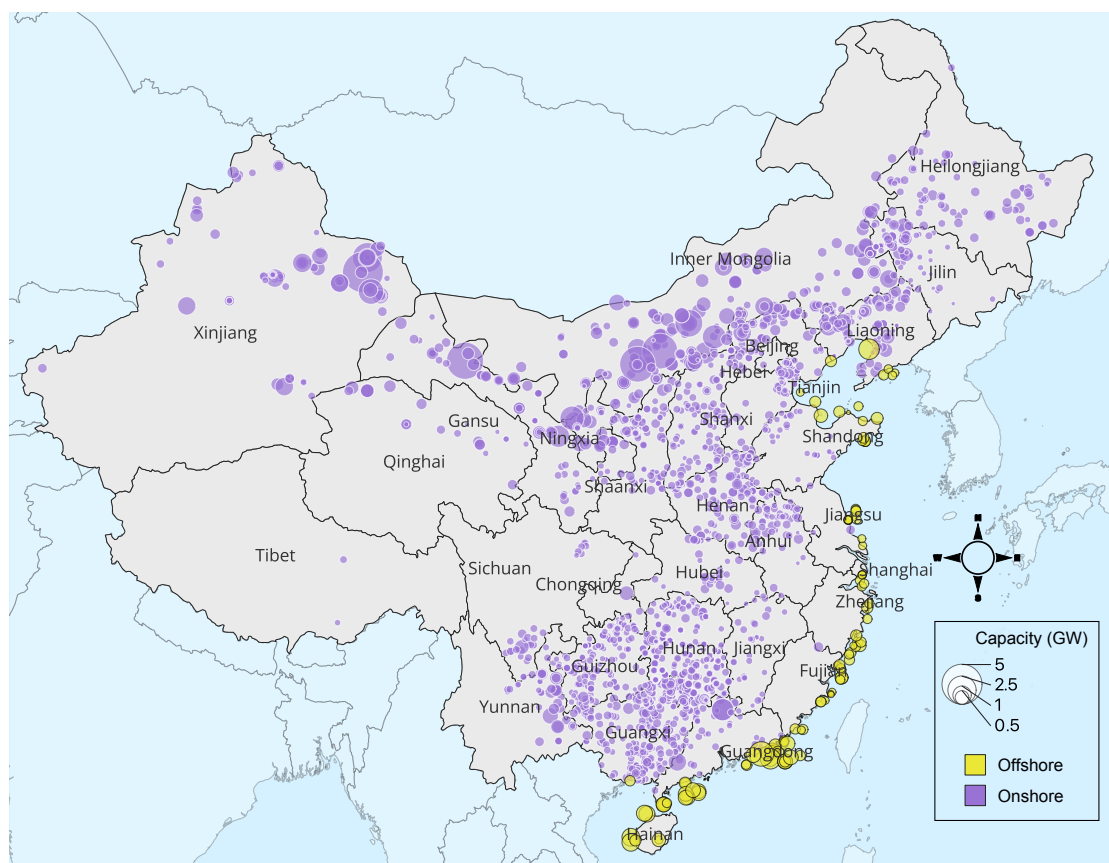 Heilongjiang
Inner Mongolia
Jilin
Xinjiang
Liaoning
Beijing
Hebei
Tianjin
Gansu
Shanxi
Ningxia
Shandong
Qinghai
Shaanxi
Henan
Jiangsu
Anhui
Tibet
Sichuan
Hubei
Shanghai
Chongqing
Zhejiang
Capacity (GW)
5
2.5
1
0.5
Hunan
Jiangxi
Guizhou
Fujian
Yunnan
Guangxi
Guangdong
Offshore
Onshore
Hainan